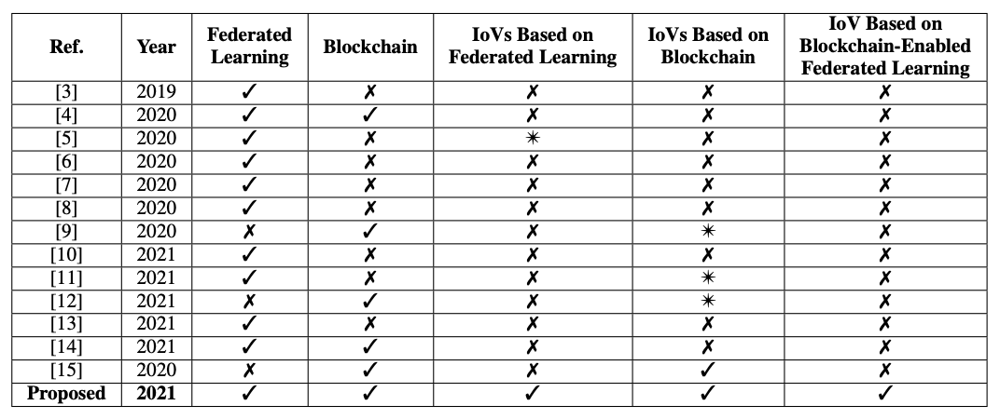 Ref. Year Federated Learning Blockchain IoVs Based on Federated Learning IoVs Based on Blockchain IoV Based on Blockchain-Enabled Federated Learning
[3] 2019 ✓ ✗ ✗ ✗ ✗
[4] 2020 ✓ ✓ ✗ ✗ ✗
[5] 2020 ✓ ✗ ✴ ✗ ✗
[6] 2020 ✓ ✗ ✗ ✗ ✗
[7] 2020 ✓ ✗ ✗ ✗ ✗
[8] 2020 ✓ ✗ ✗ ✗ ✗
[9] 2020 ✗ ✓ ✗ ✴ ✗
[10] 2021 ✓ ✗ ✗ ✗ ✗
[11] 2021 ✓ ✗ ✗ ✴ ✗
[12] 2021 ✗ ✓ ✗ ✴ ✗
[13] 2021 ✓ ✗ ✗ ✗ ✗
[14] 2021 ✓ ✓ ✗ ✗ ✗
[15] 2020 ✗ ✓ ✗ ✓ ✗
Proposed 2021 ✓ ✓ ✓ ✓ ✓